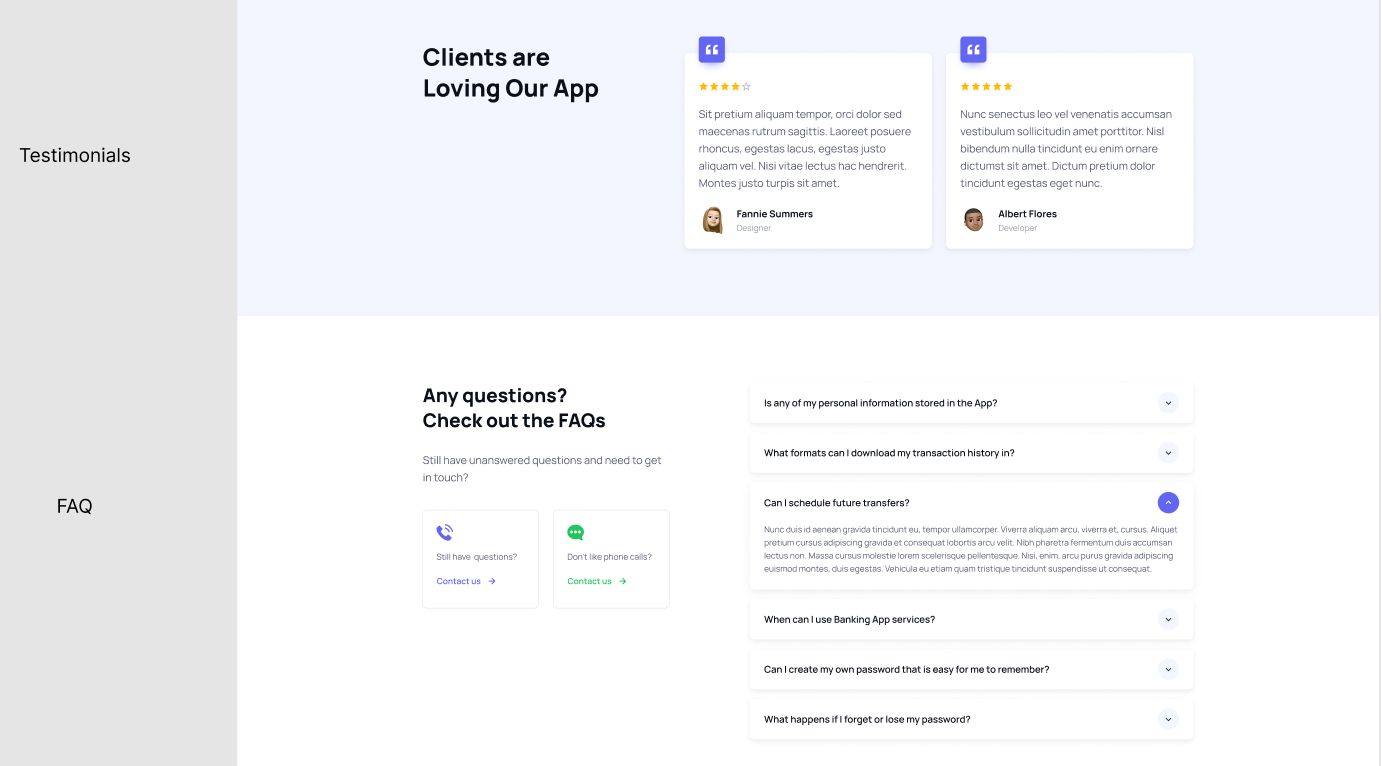 Testimonials
Clients are
Loving Our App
Sit pretium aliquam tempor, orci dolor sed
maecenas rutrum sagittis. Laoreet posuere
rhoncus, egestas lacus, egestas justo
aliquam vel. Nisi vitae lectus hac hendrerit.
Montes justo turpis sit amet.
Fannie Summers
Designer
Nunc senectus leo vel venenatis accumsan
vestibulum sollicitudin amet porttitor. Nisl
bibendum nulla tincidunt eu enim ornare
dictumst sit amet. Dictum pretium dolor
tincidunt egestas eget nunc.
Albert Flores
Developer
FAQ
Any questions?
Check out the FAQs
Still have unanswered questions and need to get
in touch?
Still have questions?
Contact us
Don't like phone calls?
Contact us
Is any of my personal information stored in the App?
What formats can I download my transaction history in?
Can I schedule future transfers?
Nunc duis id aenean gravida tincidunt eu, tempor ullamcorper. Viverra aliquam arcu, viverra et, cursus. Aliquet
pretium cursus adipiscing gravida et consequat lobortis arcu velit. Nibh pharetra fermentum duis accumsan
lectus non. Massa cursus molestie lorem scelerisque pellentesque. Nisi, enim, arcu purus gravida adipiscing
euismod montes, duis egestas. Vehicula eu etiam quam tristique tincidunt suspendisse ut consequat.
When can I use Banking App services?
Can I create my own password that is easy for me to remember?
What happens if I forget or lose my password?